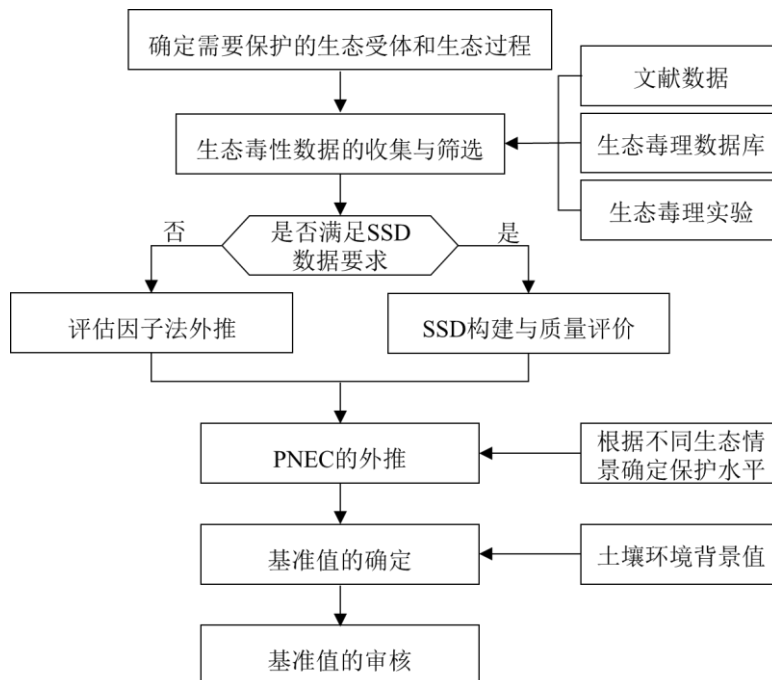 确定需要保护的生态受体和生态过程
文献数据
生态毒性数据的收集与筛选
生态毒理数据库
生态毒理实验
是否满足SSD
数据要求
否
是
评估因子法外推
SSD构建与质量评价
PNEC的外推
根据不同生态情
景确定保护水平
基准值的确定
土壤环境背景值
基准值的审核